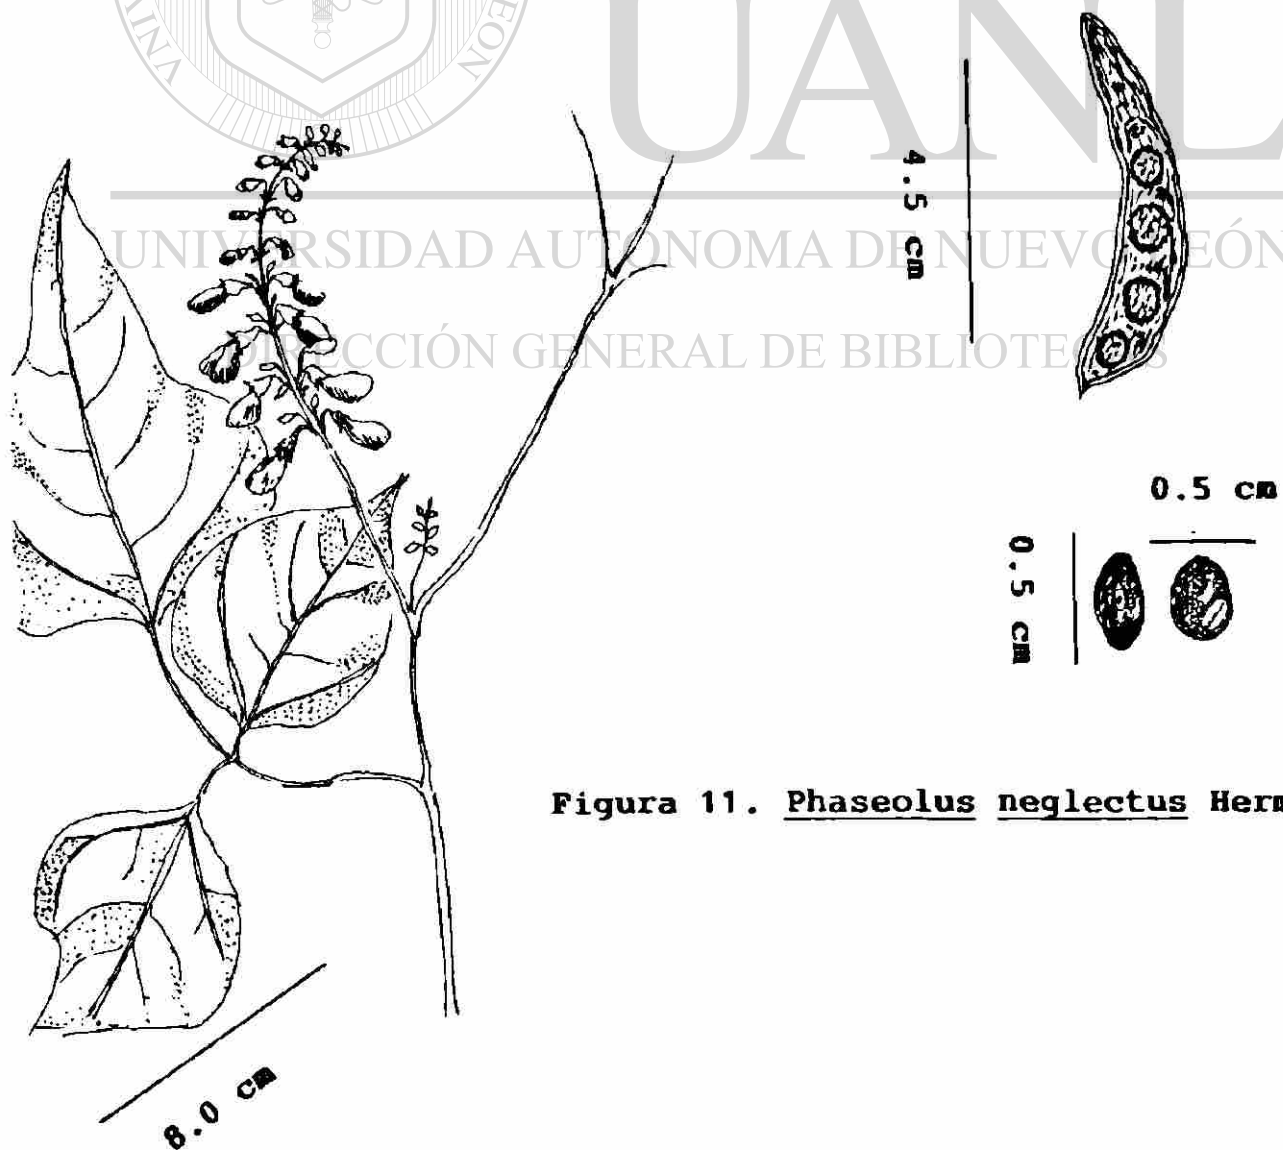 UANL
UNIVERSIDAD AUTÓNOMA DE NUEVO LEÓN
DIRECCIÓN GENERAL DE BIBLIOTECAS
4.5 cm
0.5 cm
0.5 cm
Figura 11. Phaseolus neglectus Herm
8.0 cm